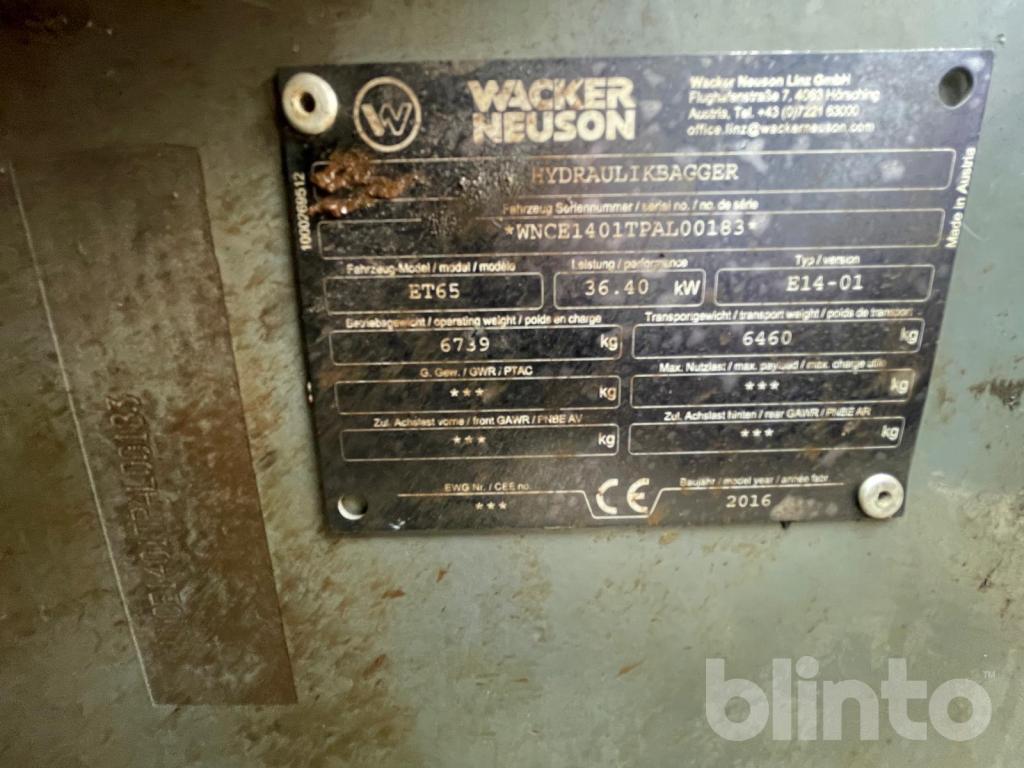 WACKER
NEUSON
Wacker Neuson Linz GmbH
Flughafenstraße 7, 4063 Hörsching
Austria, Tel. +43 (0)7221 63000
office.linz@wackerneuson.com
HYDRAULIKBAGGER
Fahrzeug Seriennummer / serial no. / no. de série
*WNCE1401TPAL00183*
Fahrzeug-Model / model / modèle
Leistung / performance
Typ / version
ET65
36.40 kW
E14-01
Betriebsgewicht / operating weight / poids en charge
Transportgewicht / transport weight / poids de transport
6739 kg
6460 kg
G. Gew. / GWR / PTAC
Max. Nutzlast / max. payload / max. charge utile
*** kg
*** kg
Zul. Achslast vorne / front GAWR / PNBE AV
Zul. Achslast hinten / rear GAWR / PNBE AR
*** kg
*** kg
EWG Nr. / CEE no.
***
CE
Baujahr / model year / année fabr.
2016
1000269512
Made in Austria
E1401TPAL00183
blinto™